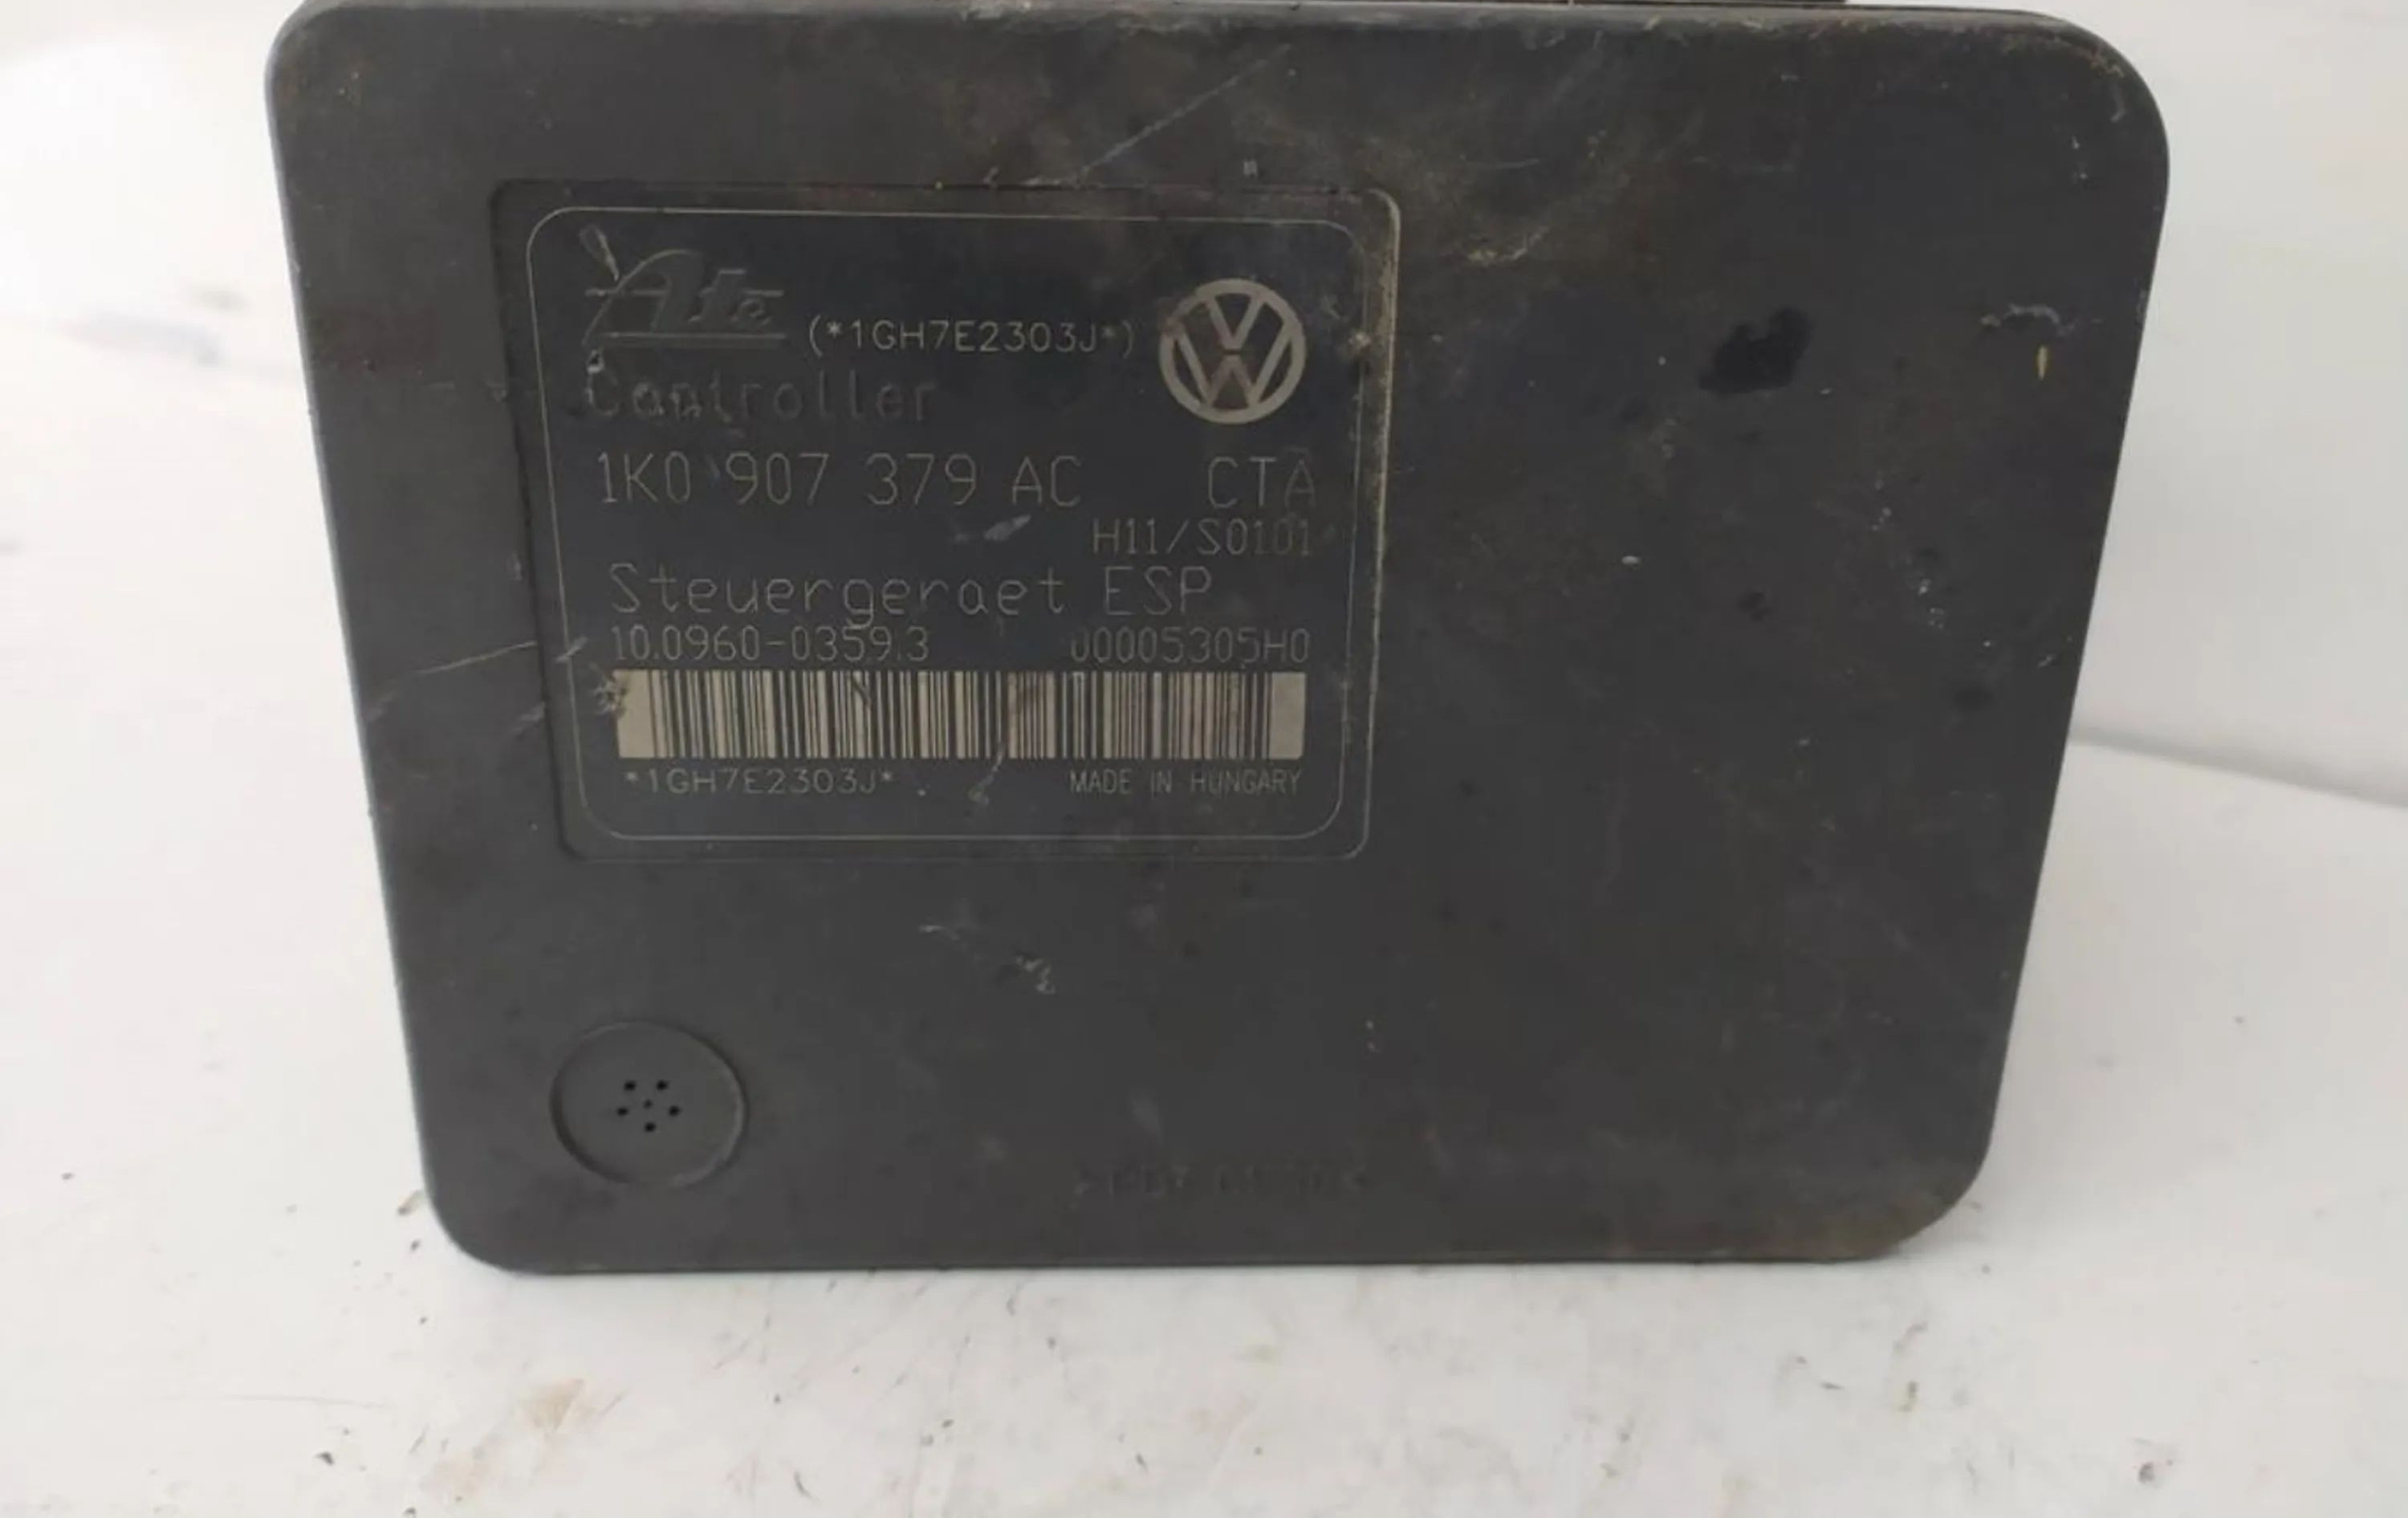 Ate (*1GH7E2303J*)
Controller
1K0 907 379 AC CTA
H11/S0101
Steuergeraet ESP
10.0960-0359.3 00005305H0
*1GH7E2303J* MADE IN HUNGARY